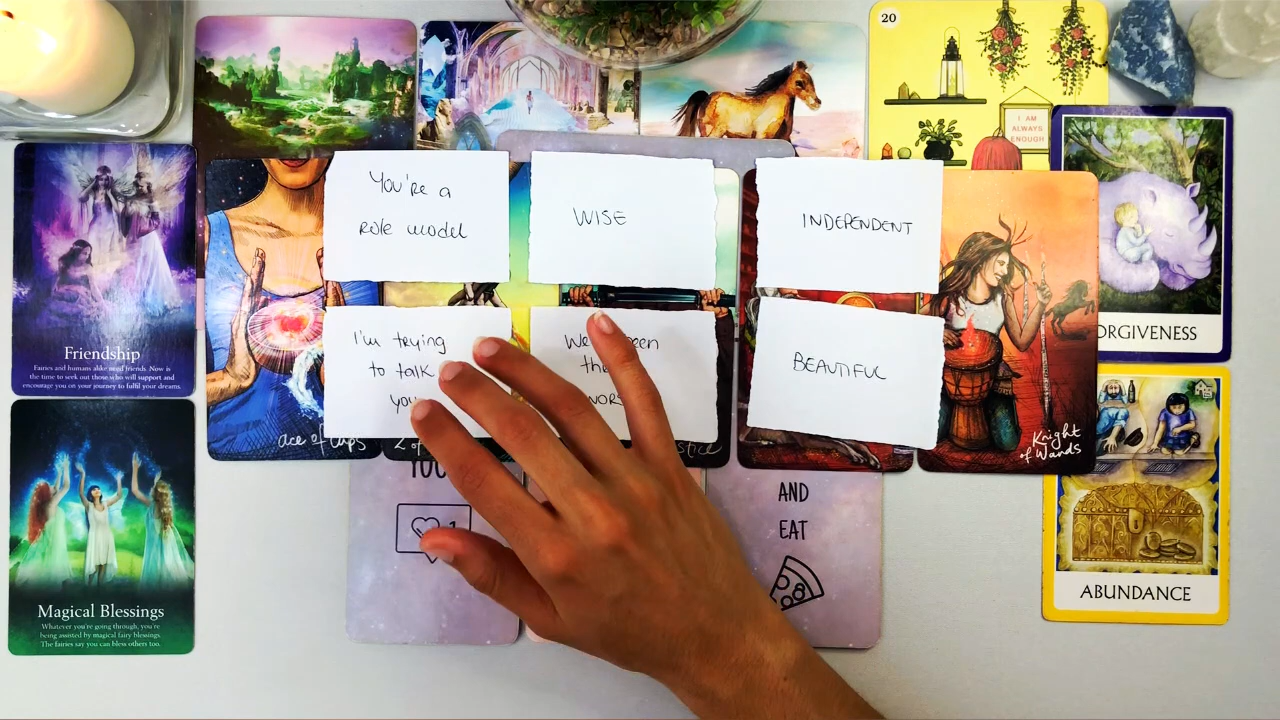 20
I AM
ALWAYS
ENOUGH
You're a
role model
WISE
INDEPENDENT
Friendship
Fairies and humans alike need friends. Now is
the time to seek out those who will support and
encourage you on your journey to fulfil your dreams.
I'm trying
to talk
BEAUTIFUL
ace of Cups
2 of
Knight
of Wands
AND
EAT
1
Magical Blessings
Whatever you're going through, you're
being assisted by magical fairy blessings.
The fairies say you can bless others too.
ABUNDANCE